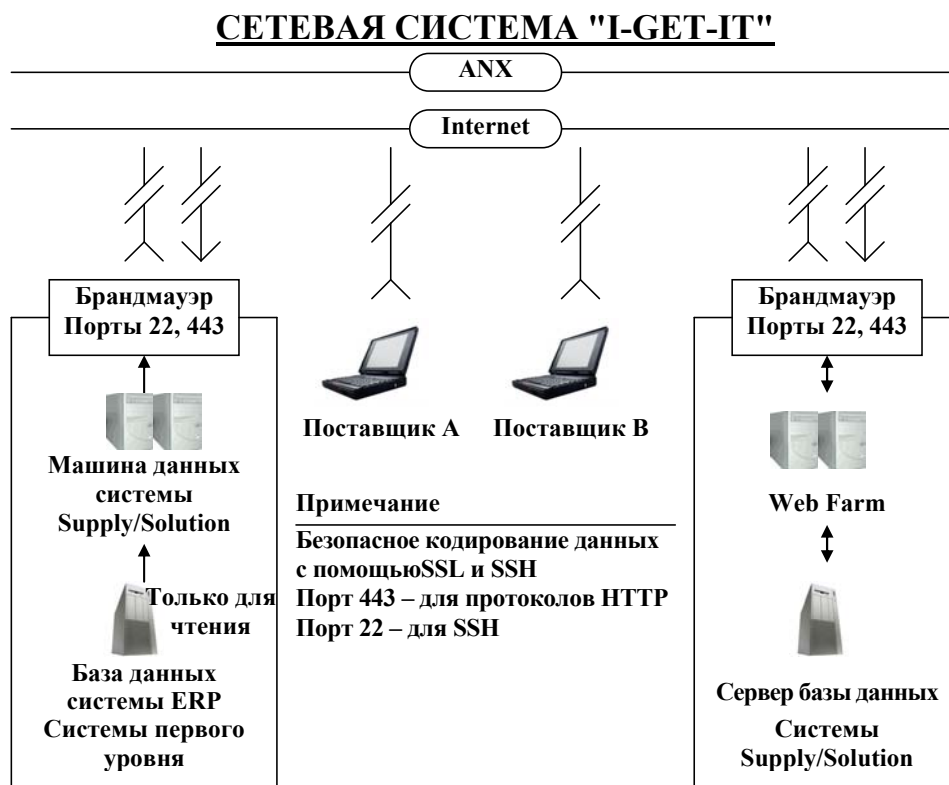 СЕТЕВАЯ СИСТЕМА "I-GET-IT"
ANX
Internet
Брандмауэр
Порты 22, 443
Машина данных
системы
Supply/Solution
Только для
чтения
База данных
системы ERP
Системы первого
уровня
Поставщик A
Поставщик B
Примечание
Безопасное кодирование данных
с помощьюSSL и SSH
Порт 443 – для протоколов HTTP
Порт 22 – для SSH
Брандмауэр
Порты 22, 443
Web Farm
Сервер базы данных
Системы
Supply/Solution